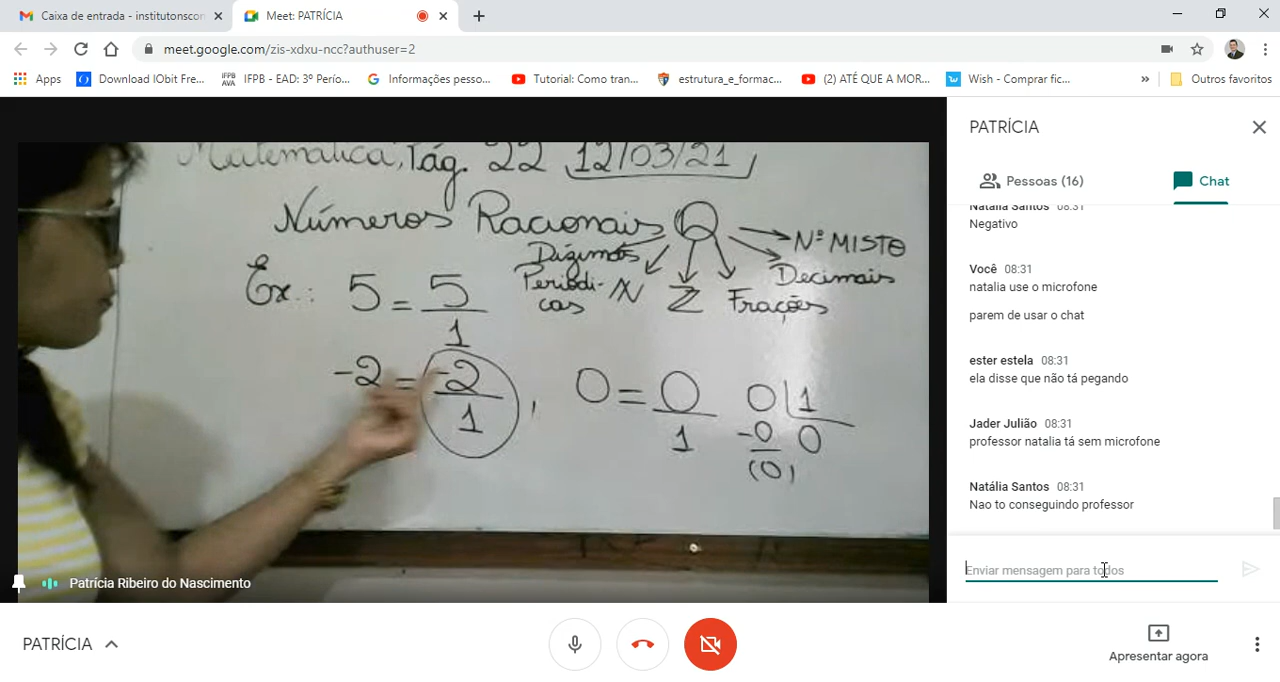 Caixa de entrada - institutonscor
Meet: PATRÍCIA
meet.google.com/zis-xdxu-ncc?authuser=2
Apps
Download IObit Fre...
IFPB AVA
IFPB - EAD: 3º Perío...
Informações pesso...
Tutorial: Como tran...
estrutura_e_formac...
(2) ATÉ QUE A MOR...
Wish - Comprar fic...
»
Outros favoritos
Matemática, Pág. 22 12/03/21
Números Racionais Q
Nº MISTO
Decimais
Frações
Z
N
Dízimas
Periódi-
cas
Ex.: 5 = 5
1
-2 = -2
1
,
0 = 0
1
0 1
-0 0
(0)
Patrícia Ribeiro do Nascimento
PATRÍCIA
Pessoas (16)
Chat
Natália Santos 08:31
Negativo
Você 08:31
natalia use o microfone
parem de usar o chat
ester estela 08:31
ela disse que não tá pegando
Jader Julião 08:31
professor natalia tá sem microfone
Natália Santos 08:31
Nao to conseguindo professor
Enviar mensagem para todos
PATRÍCIA
Apresentar agora